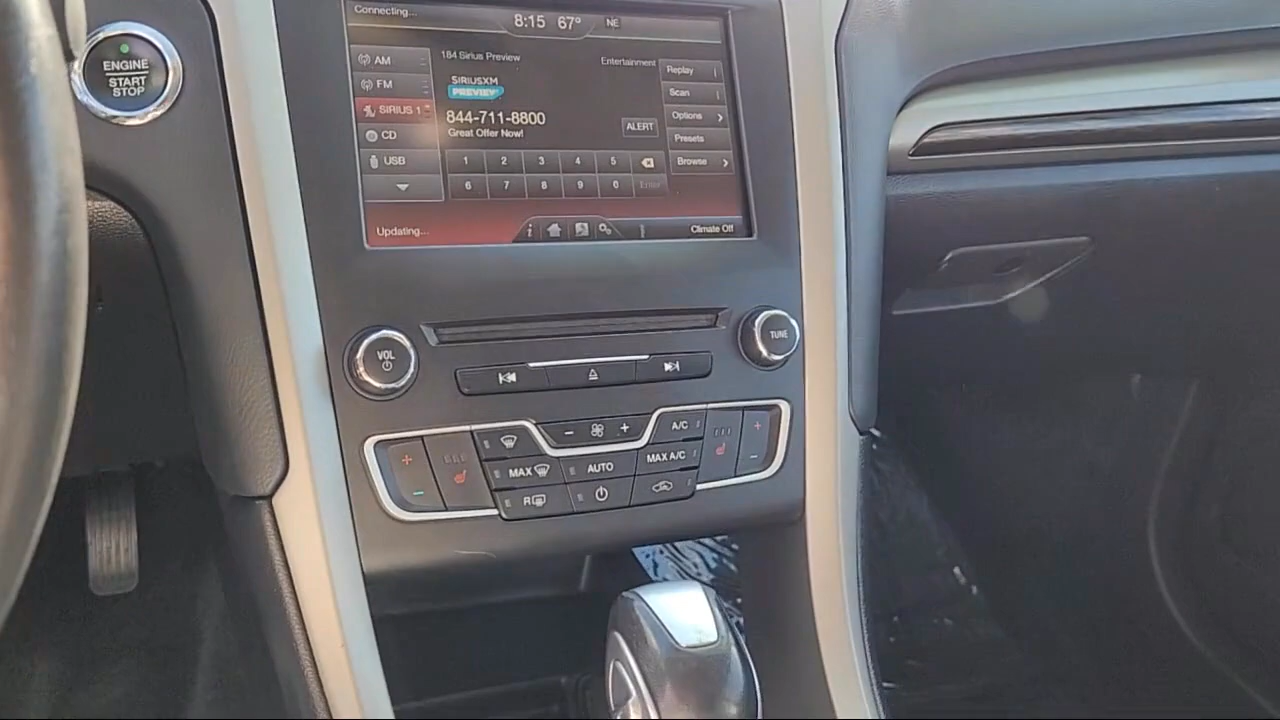 Connecting...
8:15 67° NE
ENGINE
START
STOP
AM
FM
SIRIUS 1
CD
USB
184 Sirius Preview
Entertainment
SIRIUSXM
PREVIEW
844-711-8800
Great Offer Now!
ALERT
1 2 3 4 5
6 7 8 9 0 Enter
Replay
Scan
Options
Presets
Browse
Updating...
i
Climate Off
VOL
TUNE
- + A/C
MAX AUTO MAX A/C
R
+ -
+ -